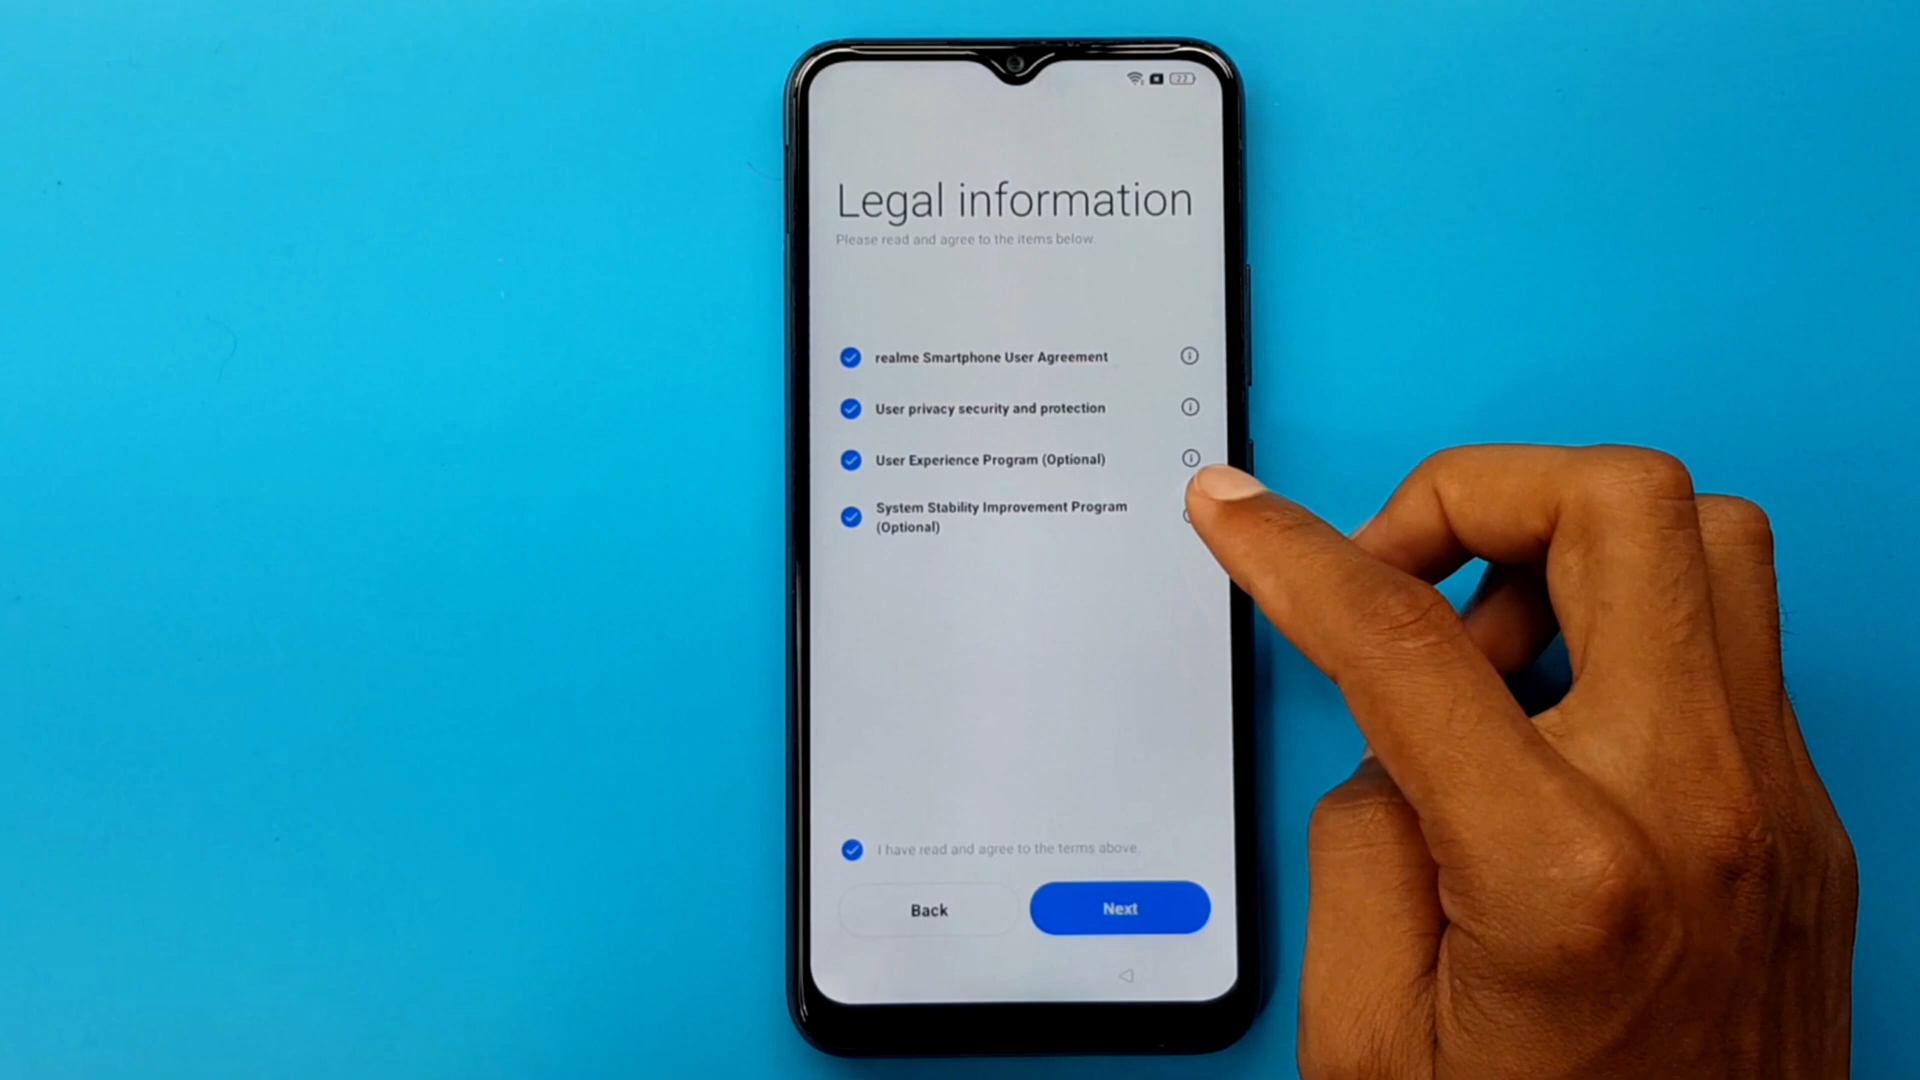 22
Legal information
Please read and agree to the items below.
realme Smartphone User Agreement
User privacy security and protection
User Experience Program (Optional)
System Stability Improvement Program
(Optional)
I have read and agree to the terms above.
Back
Next